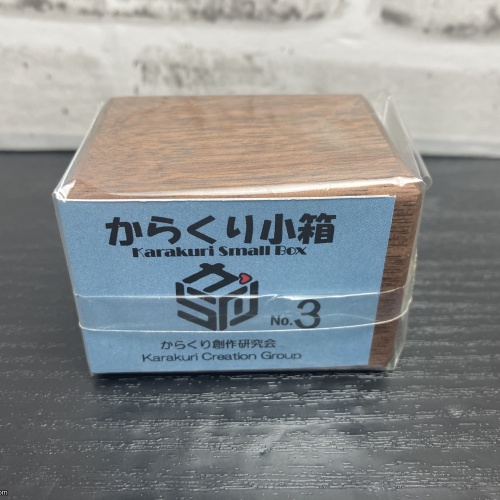 からくり小箱
Karakuri Small Box
No.3
からくり創作研究会
Karakuri Creation Group